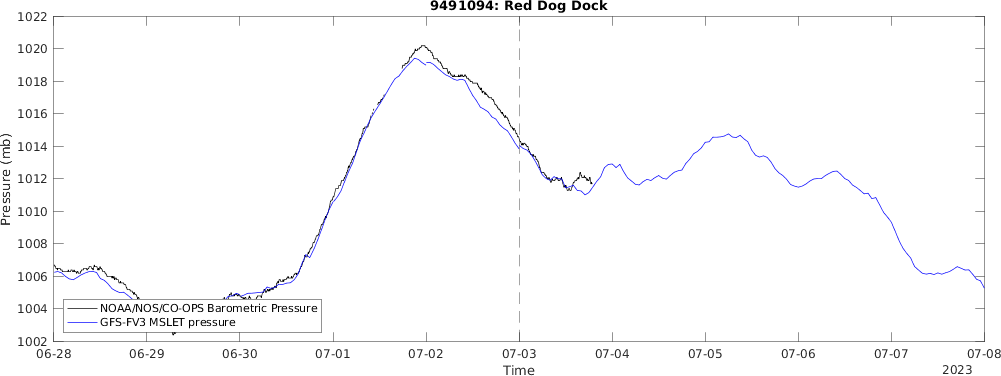 9491094: Red Dog Dock
Pressure (mb)
1022
1020
1018
1016
1014
1012
1010
1008
1006
1004
1002
NOAA/NOS/CO-OPS Barometric Pressure
GFS-FV3 MSLET pressure
06-28 06-29 06-30 07-01 07-02 07-03 07-04 07-05 07-06 07-07 07-08
Time
2023